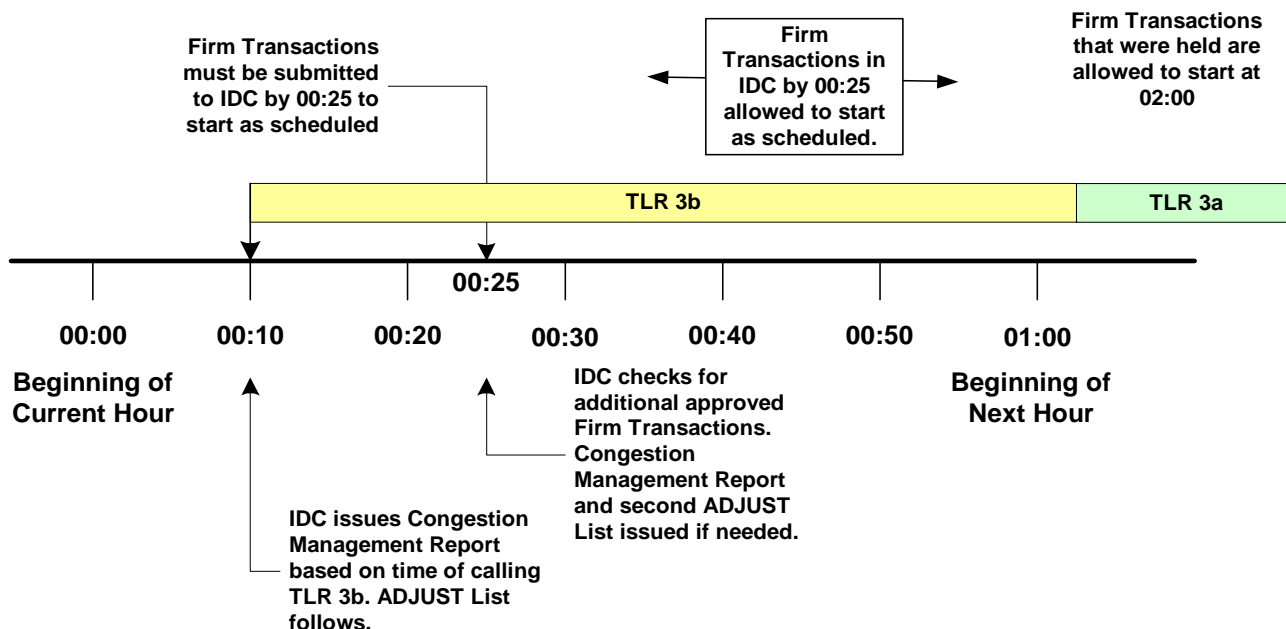 Firm Transactions
must be submitted
to IDC by 00:25 to
start as scheduled
Firm
Transactions in
IDC by 00:25
allowed to start
as scheduled.
Firm Transactions
that were held are
allowed to start at
02:00
TLR 3b
TLR 3a
00:25
00:00
00:10
00:20
00:30
00:40
00:50
01:00
Beginning of
Current Hour
Beginning of
Next Hour
IDC checks for
additional approved
Firm Transactions.
Congestion
Management Report
and second ADJUST
List issued if needed.
IDC issues Congestion
Management Report
based on time of calling
TLR 3b. ADJUST List
follows.